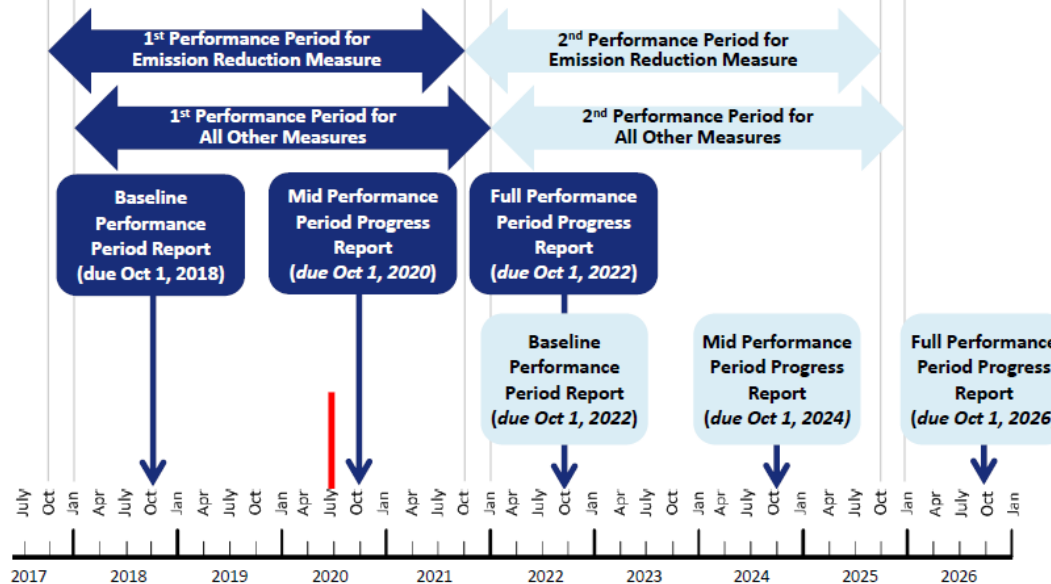 1st Performance Period for
Emission Reduction Measure
2nd Performance Period for
Emission Reduction Measure
1st Performance Period for
All Other Measures
2nd Performance Period for
All Other Measures
Baseline
Performance
Period Report
(due Oct 1, 2018)
Mid Performance
Period Progress
Report
(due Oct 1, 2020)
Full Performance
Period Progress
Report
(due Oct 1, 2022)
Baseline
Performance
Period Report
(due Oct 1, 2022)
Mid Performance
Period Progress
Report
(due Oct 1, 2024)
Full Performance
Period Progress
Report
(due Oct 1, 2026
July Oct Jan Apr July Oct Jan Apr July Oct Jan Apr July Oct Jan Apr July Oct Jan Apr July Oct Jan Apr July Oct Jan Apr July Oct Jan Apr July Oct Jan Apr July Oct Jan
2017 2018 2019 2020 2021 2022 2023 2024 2025 2026